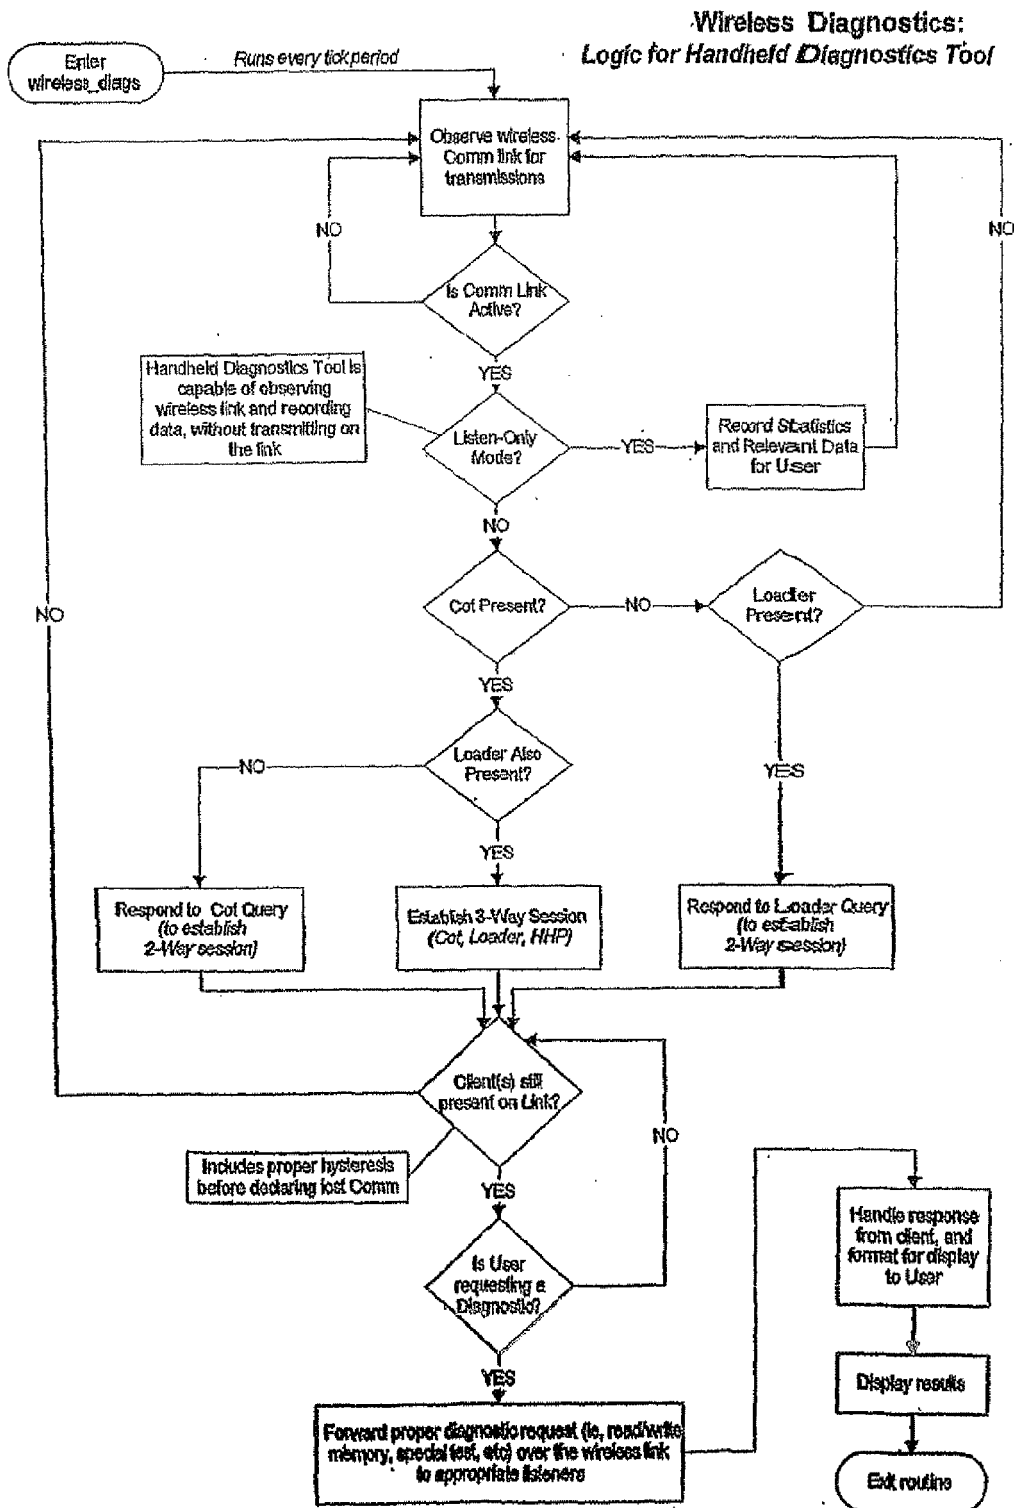 Wireless Diagnostics:
Logic for Handheld Diagnostics Tool
Enter
wireless_diags
Runs every tick period
Observe wireless
Comm link for
transmissions
NO
NO
Is Comm Link
Active?
YES
Handheld Diagnostics Tool is
capable of observing
wireless link and recording
data, without transmitting on
the link
Listen-Only
Mode?
YES
Record Statistics
and Relevant Data
for User
NO
Cot Present?
NO
Loader
Present?
NO
YES
Loader Also
Present?
NO
YES
YES
Respond to Cot Query
(to establish
2-Way session)
Establish 3-Way Session
(Cot, Loader, HHP)
Respond to Loader Query
(to establish
2-Way session)
Client(s) still
present on Link?
NO
Includes proper hysteresis
before declaring lost Comm
YES
Is User
requesting a
Diagnostic?
YES
Forward proper diagnostic request (ie, read/write
memory, special test, etc) over the wireless link
to appropriate listeners
Handle response
from client, and
format for display
to User
Display results
Exit routine